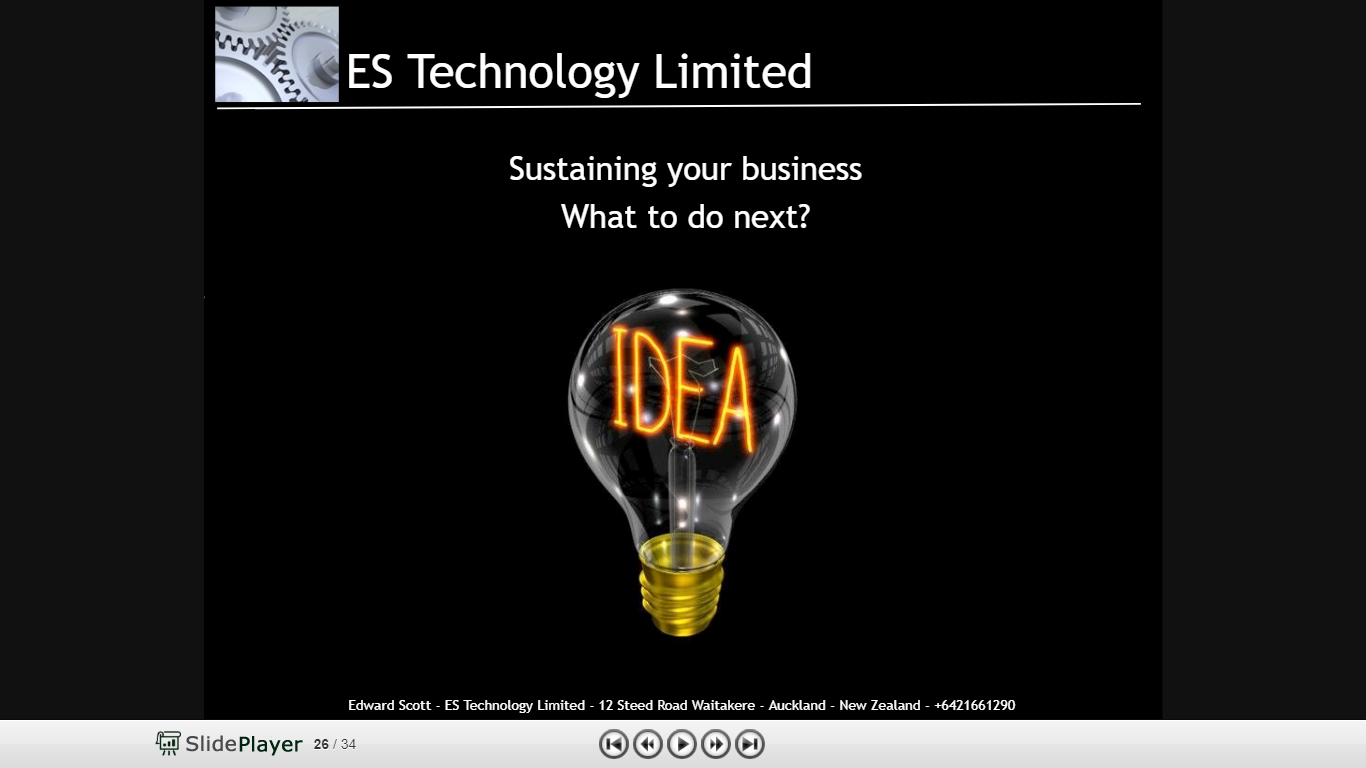 ES Technology Limited
Sustaining your business
What to do next?
IDEA
Edward Scott - ES Technology Limited - 12 Steed Road Waitakere - Auckland - New Zealand - +6421661290
SlidePlayer 26 / 34